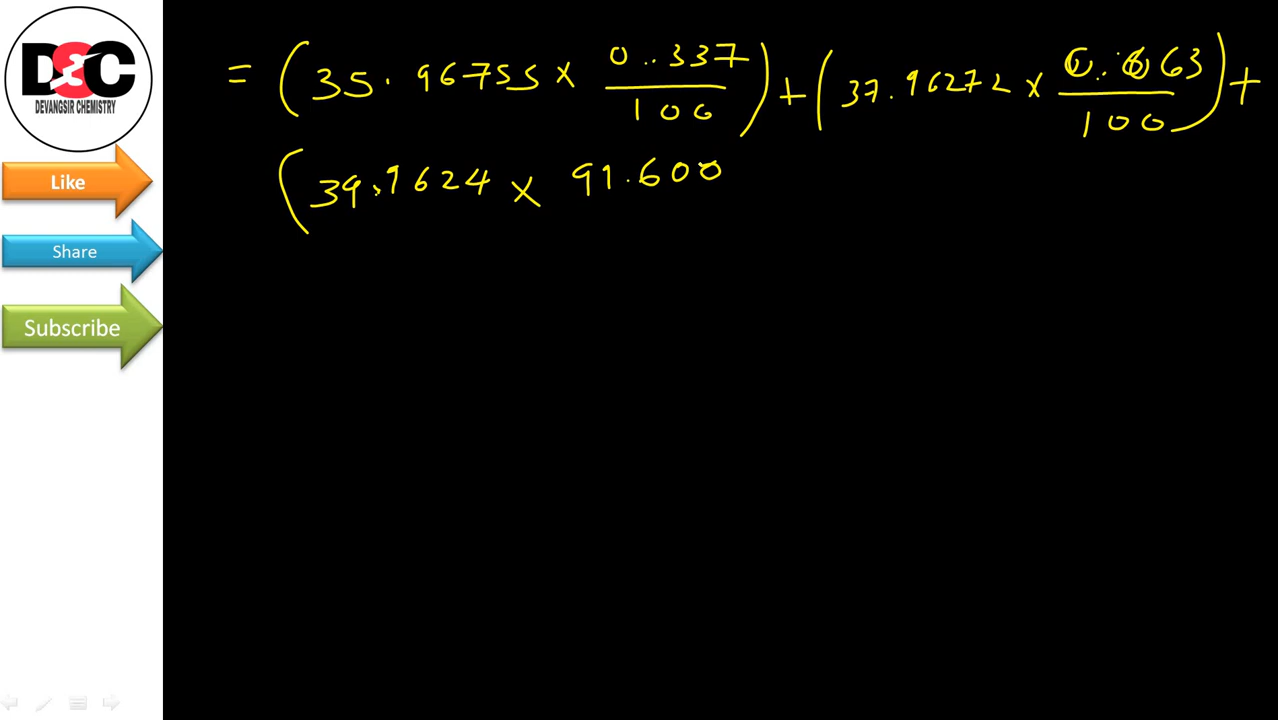 DSC
DEVANGSIR CHEMISTRY
Like
Share
Subscribe
= (35.96755 × 0.337/100) + (37.96272 × 0.063/100) +
(39.9624 × 91.600